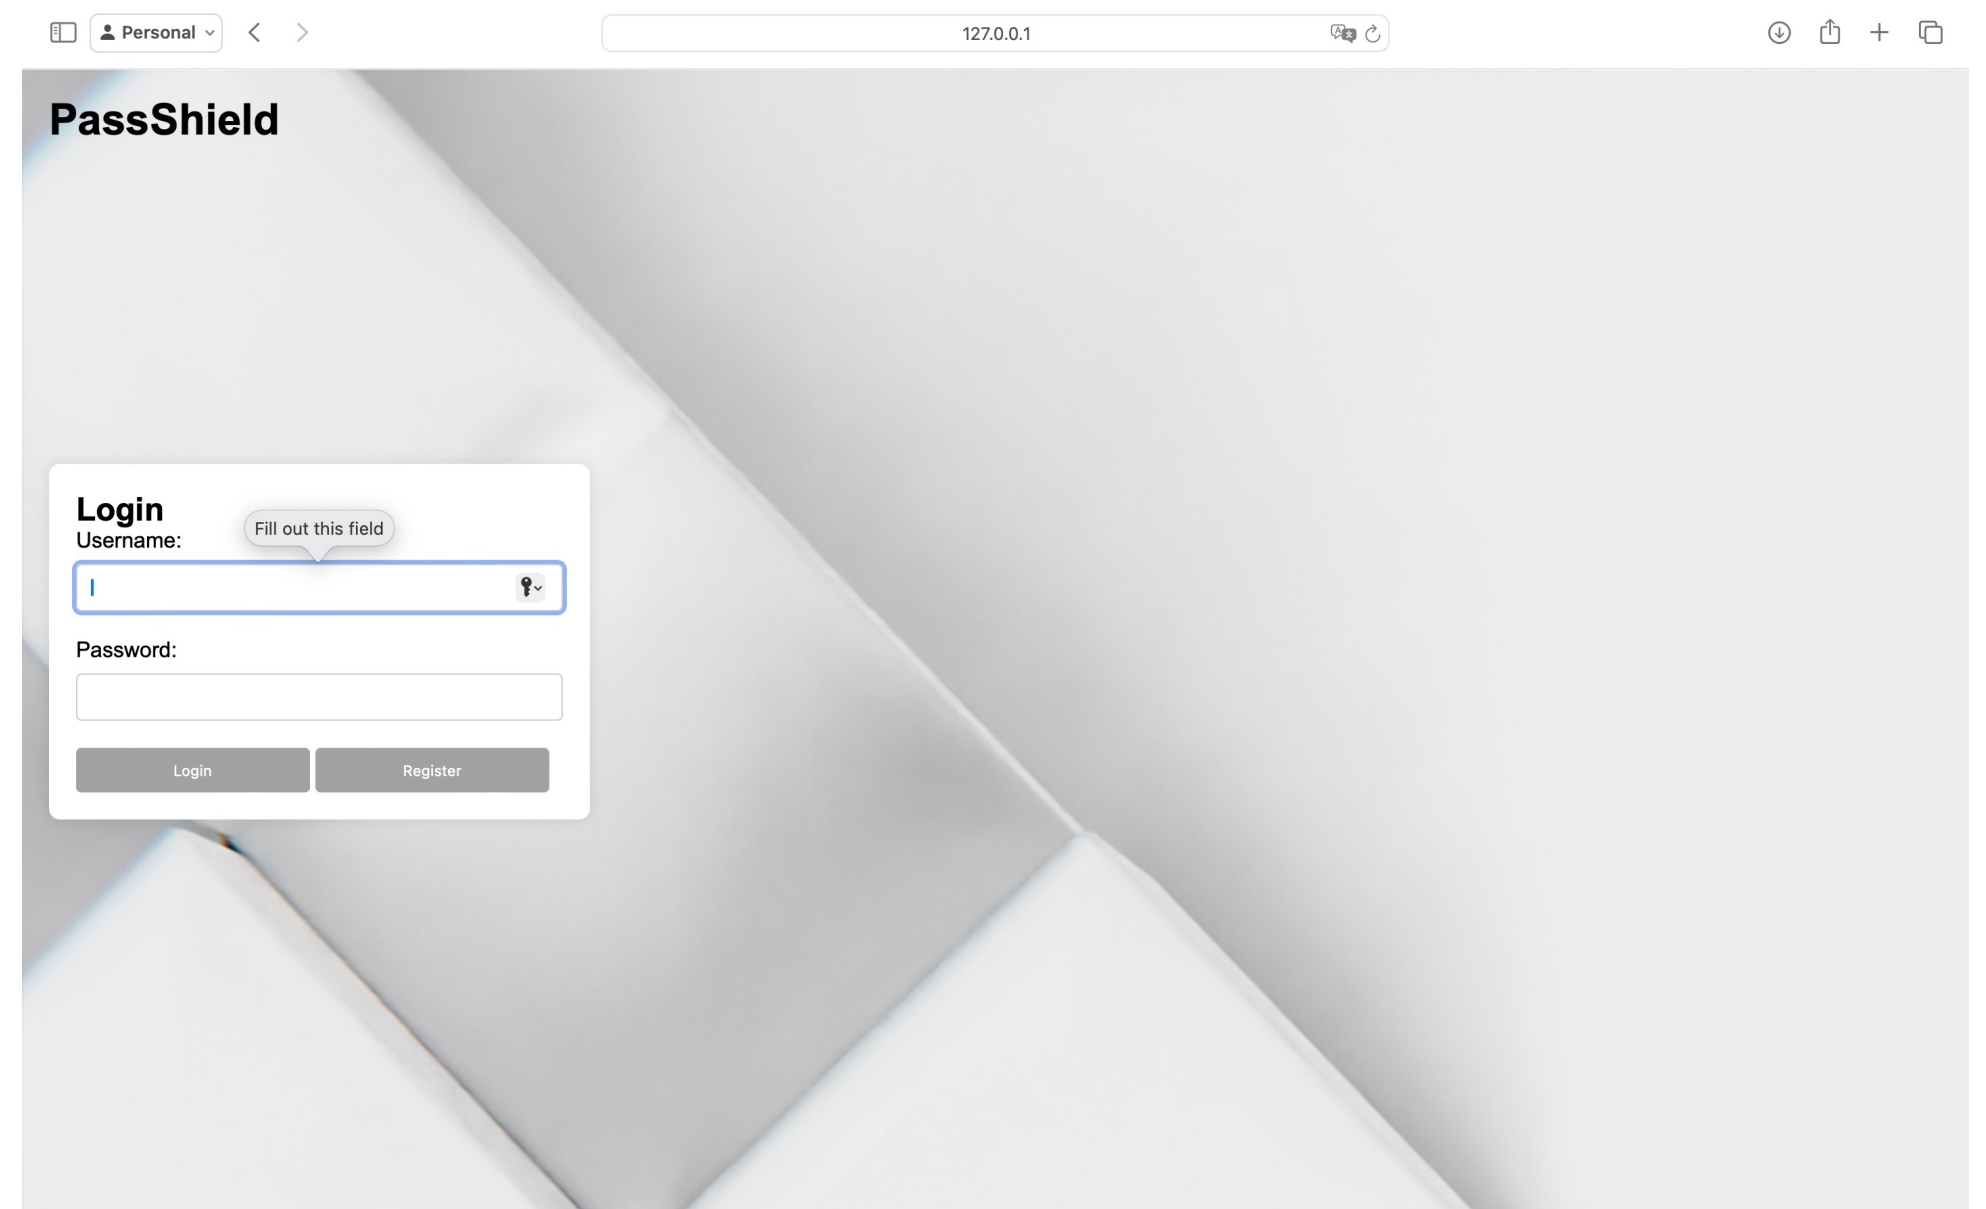 Personal
127.0.0.1
PassShield
Login
Fill out this field
Username:
Password:
Login Register